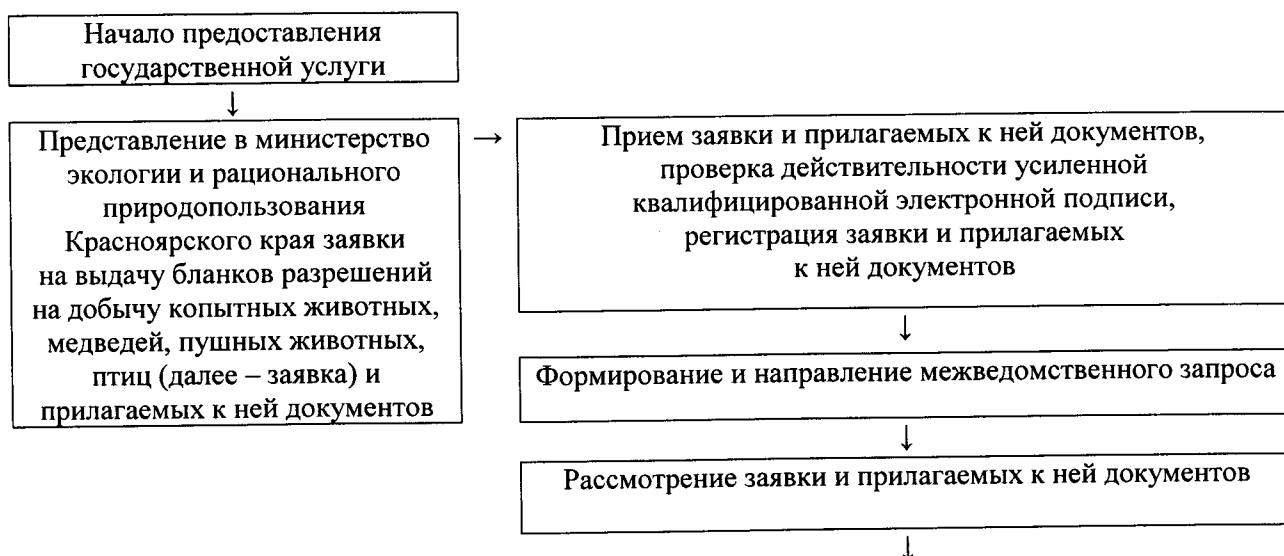 Начало предоставления
государственной услуги
↓
Представление в министерство
экологии и рационального
природопользования
Красноярского края заявки
на выдачу бланков разрешений
на добычу копытных животных,
медведей, пушных животных,
птиц (далее – заявка) и
прилагаемых к ней документов
→
Прием заявки и прилагаемых к ней документов,
проверка действительности усиленной
квалифицированной электронной подписи,
регистрация заявки и прилагаемых
к ней документов
↓
Формирование и направление межведомственного запроса
↓
Рассмотрение заявки и прилагаемых к ней документов
↓